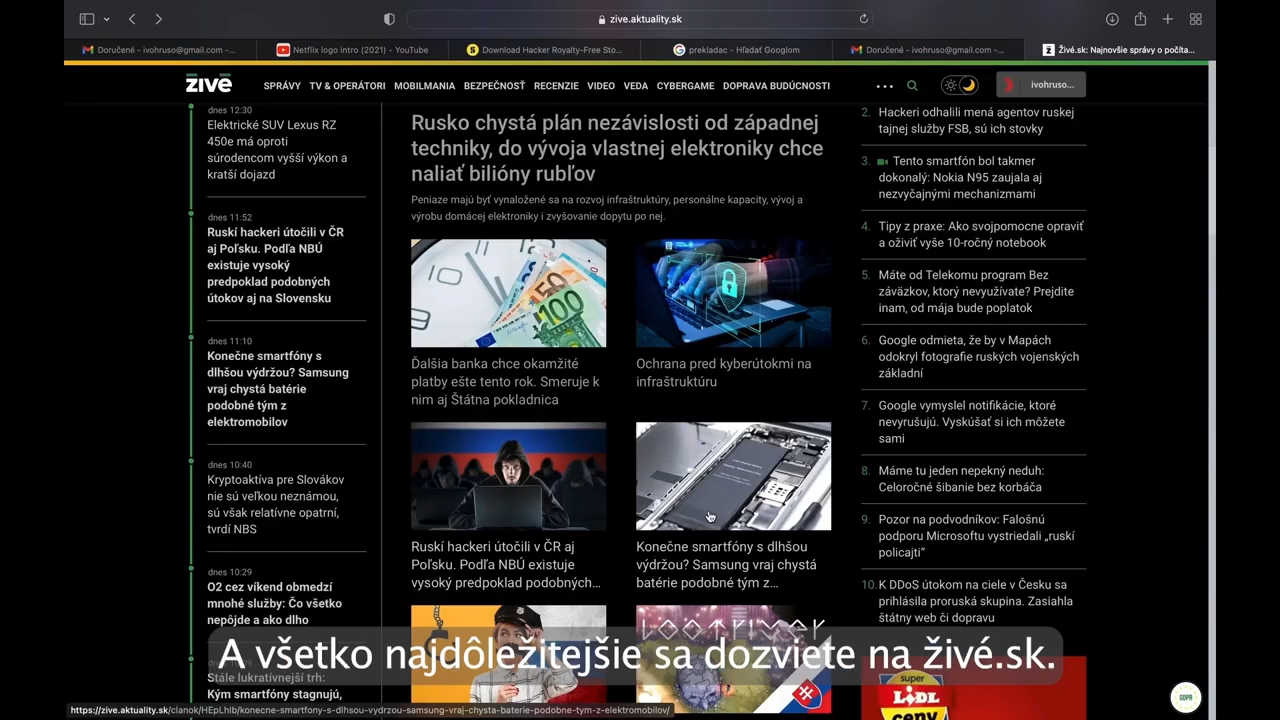 zive.aktuality.sk
Doručené – ivohruso@gmail.com –...
Netflix logo intro (2021) - YouTube
Download Hacker Royalty-Free Sto...
prekladac - Hľadať Googlom
Doručené – ivohruso@gmail.com –...
Živé.sk: Najnovšie správy o počíta...
živé
SPRÁVY
TV & OPERÁTORI
MOBILMANIA
BEZPEČNOSŤ
RECENZIE
VIDEO
VEDA
CYBERGAME
DOPRAVA BUDÚCNOSTI
ivohruso...
dnes 12:30
Elektrické SUV Lexus RZ
450e má oproti
súrodencom vyšší výkon a
kratší dojazd
dnes 11:52
Ruskí hackeri útočili v ČR
aj Poľsku. Podľa NBÚ
existuje vysoký
predpoklad podobných
útokov aj na Slovensku
dnes 11:10
Konečne smartfóny s
dlhšou výdržou? Samsung
vraj chystá batérie
podobné tým z
elektromobilov
dnes 10:40
Kryptoaktíva pre Slovákov
nie sú veľkou neznámou,
sú však relatívne opatrní,
tvrdí NBS
dnes 10:29
O2 cez víkend obmedzí
mnohé služby: Čo všetko
nepôjde a ako dlho
Stále lukratívnejší trh:
Kým smartfóny stagnujú,
Rusko chystá plán nezávislosti od západnej
techniky, do vývoja vlastnej elektroniky chce
naliať bilióny rubľov
Peniaze majú byť vynaložené sa na rozvoj infraštruktúry, personálne kapacity, vývoj a
výrobu domácej elektroniky i zvyšovanie dopytu po nej.
100
Ďalšia banka chce okamžité
platby ešte tento rok. Smeruje k
nim aj Štátna pokladnica
Ochrana pred kyberútokmi na
infraštruktúru
Ruskí hackeri útočili v ČR aj
Poľsku. Podľa NBÚ existuje
vysoký predpoklad podobných...
Konečne smartfóny s dlhšou
výdržou? Samsung vraj chystá
batérie podobné tým z...
2. Hackeri odhalili mená agentov ruskej
tajnej služby FSB, sú ich stovky
3. Tento smartfón bol takmer
dokonalý: Nokia N95 zaujala aj
nezvyčajnými mechanizmami
4. Tipy z praxe: Ako svojpomocne opraviť
a oživiť vyše 10-ročný notebook
5. Máte od Telekomu program Bez
záväzkov, ktorý nevyužívate? Prejdite
inam, od mája bude poplatok
6. Google odmieta, že by v Mapách
odokryl fotografie ruských vojenských
základní
7. Google vymyslel notifikácie, ktoré
nevyrušujú. Vyskúšať si ich môžete
sami
8. Máme tu jeden nepekný neduh:
Celoročné šibanie bez korbáča
9. Pozor na podvodníkov: Falošnú
podporu Microsoftu vystriedali „ruskí
policajti“
10. K DDoS útokom na ciele v Česku sa
prihlásila proruská skupina. Zasiahla
štátny web či dopravu
A všetko najdôležitejšie sa dozviete na živé.sk.
super
LIDL
ceny
GDPR
https://zive.aktuality.sk/clanok/HEpLhlb/konecne-smartfony-s-dlhsou-vydrzou-samsung-vraj-chysta-baterie-podobne-tym-z-elektromobilov/